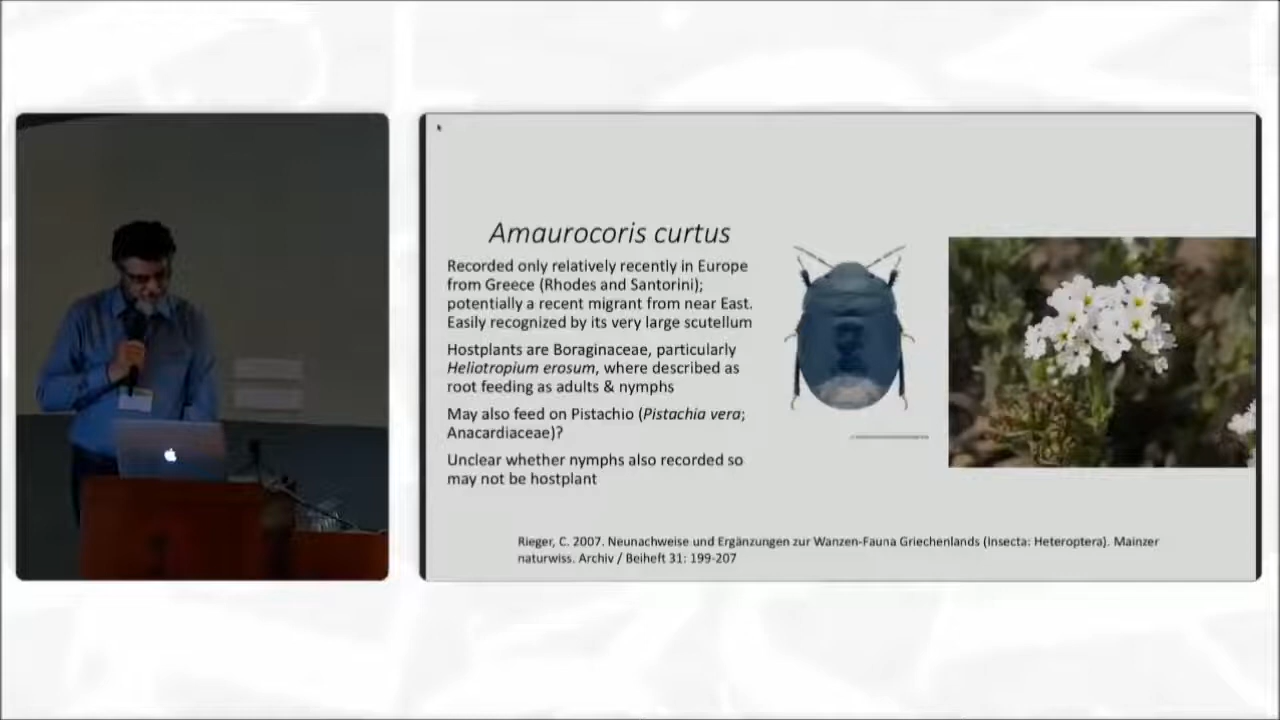 Amaurocoris curtus
Recorded only relatively recently in Europe
from Greece (Rhodes and Santorini);
potentially a recent migrant from near East.
Easily recognized by its very large scutellum
Hostplants are Boraginaceae, particularly
Heliotropium erosum, where described as
root feeding as adults & nymphs
May also feed on Pistachio (Pistachia vera;
Anacardiaceae)?
Unclear whether nymphs also recorded so
may not be hostplant
Rieger, C. 2007. Neunachweise und Ergänzungen zur Wanzen-Fauna Griechenlands (Insecta: Heteroptera). Mainzer
naturwiss. Archiv / Beiheft 31: 199-207